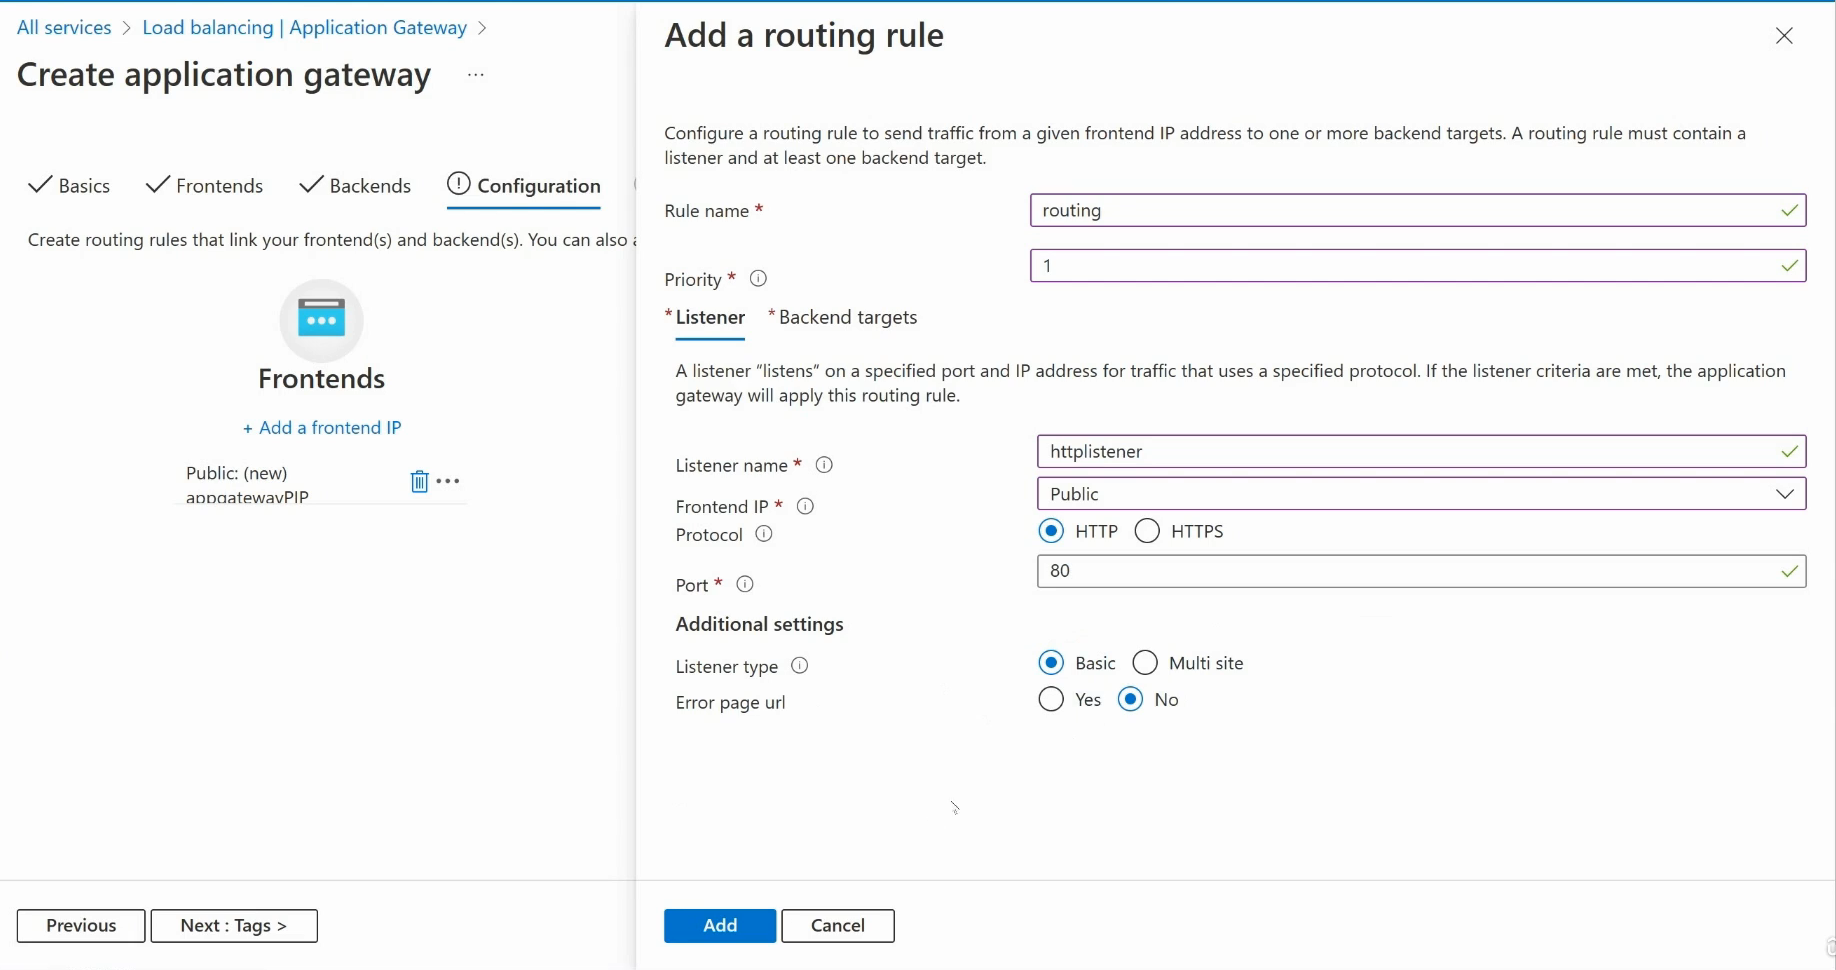 All services > Load balancing | Application Gateway >
Create application gateway ...
Basics Frontends Backends Configuration
Create routing rules that link your frontend(s) and backend(s). You can also
Frontends
+ Add a frontend IP
Public: (new)
appgatewayPIP
Previous Next : Tags >
Add a routing rule
Configure a routing rule to send traffic from a given frontend IP address to one or more backend targets. A routing rule must contain a
listener and at least one backend target.
Rule name * routing
Priority * 1
* Listener * Backend targets
A listener “listens” on a specified port and IP address for traffic that uses a specified protocol. If the listener criteria are met, the application
gateway will apply this routing rule.
Listener name * httplistener
Frontend IP * Public
Protocol HTTP HTTPS
Port * 80
Additional settings
Listener type Basic Multi site
Error page url Yes No
Add Cancel